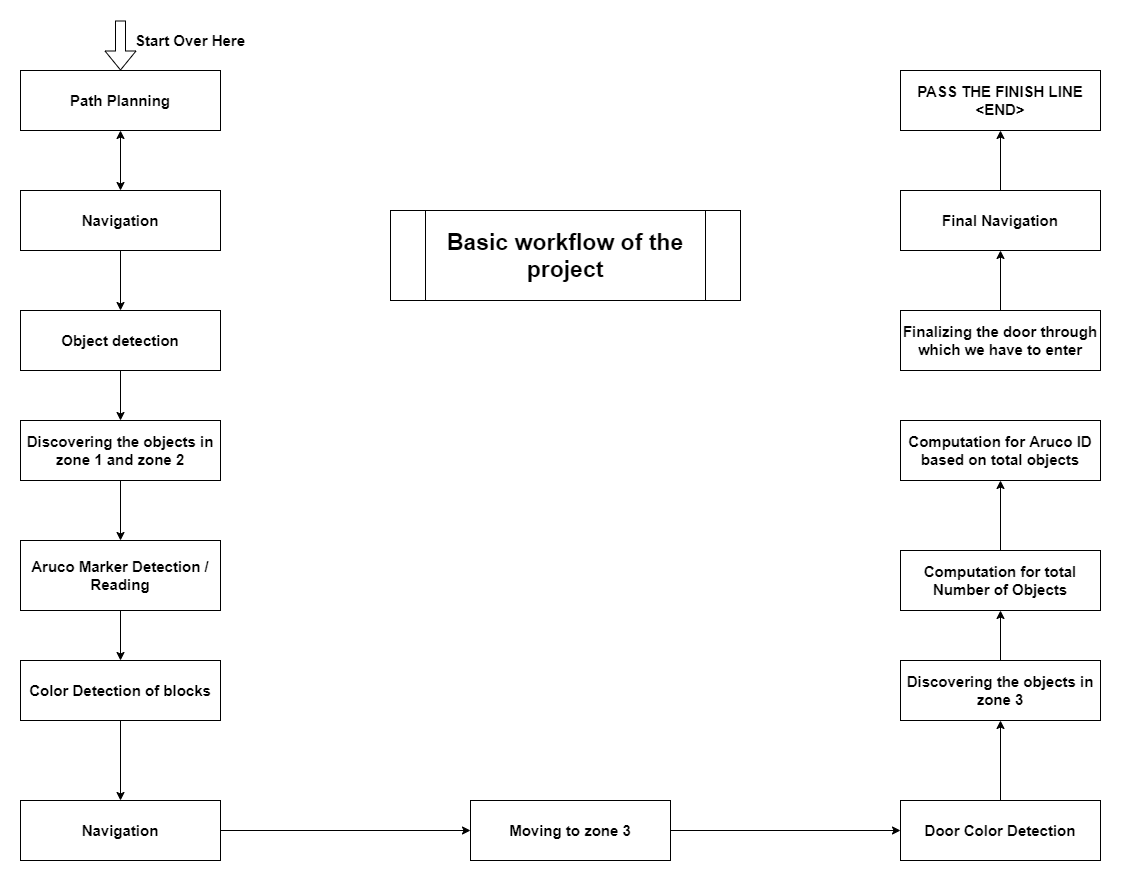 Start Over Here
Path Planning
Navigation
Object detection
Discovering the objects in
zone 1 and zone 2
Aruco Marker Detection /
Reading
Color Detection of blocks
Navigation
Basic workflow of the
project
Moving to zone 3
Door Color Detection
Discovering the objects in
zone 3
Computation for total
Number of Objects
Computation for Aruco ID
based on total objects
Finalizing the door through
which we have to enter
Final Navigation
PASS THE FINISH LINE
<END>